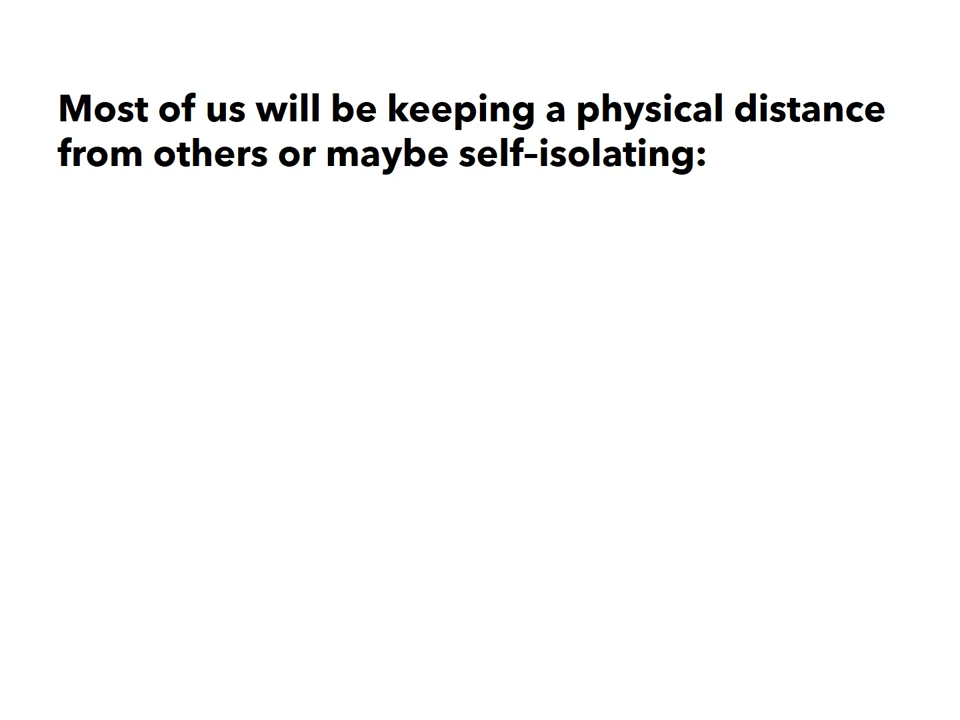 Most of us will be keeping a physical distance
from others or maybe self–isolating: